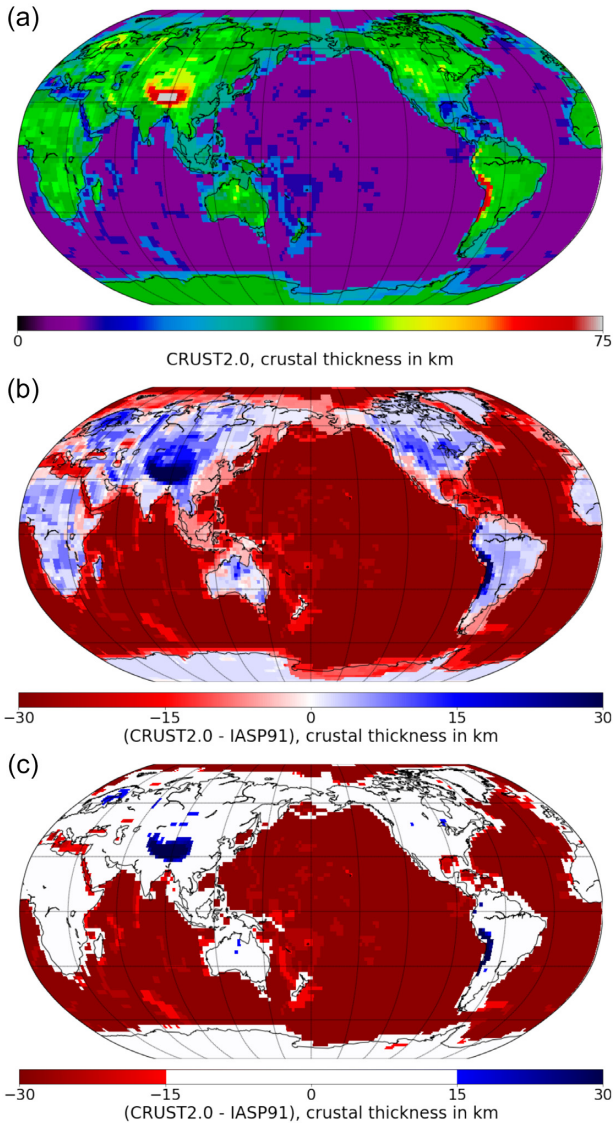 (a)
0 75
CRUST2.0, crustal thickness in km
(b)
−30 −15 0 15 30
(CRUST2.0 - IASP91), crustal thickness in km
(c)
−30 −15 0 15 30
(CRUST2.0 - IASP91), crustal thickness in km